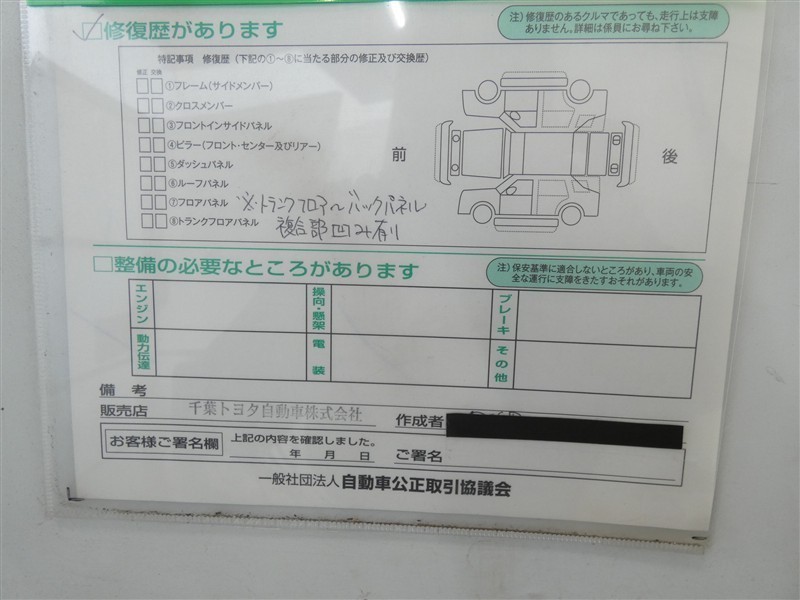 修復歴があります
注）修復歴のあるクルマであっても、走行上は支障
ありません。詳細は係員にお尋ね下さい。
特記事項 修復歴（下記の①〜⑧に当たる部分の修正及び交換歴）
修正 交換
①フレーム（サイドメンバー）
②クロスメンバー
③フロントインサイドパネル
④ピラー（フロント・センター及びリアー）
⑤ダッシュパネル
⑥ルーフパネル
⑦フロアパネル
⑧トランクフロアパネル
※トランクフロア〜バックパネル
複合部凹み有り
前
後
整備の必要なところがあります
注）保安基準に適合しないところがあり、車両の安
全な運行に支障をきたすおそれがあります。
エンジン
操向・懸架
ブレーキ
動力伝達
電装
その他
備考
販売店 千葉トヨタ自動車株式会社
作成者
お客様ご署名欄
上記の内容を確認しました。
年 月 日
ご署名
一般社団法人 自動車公正取引協議会